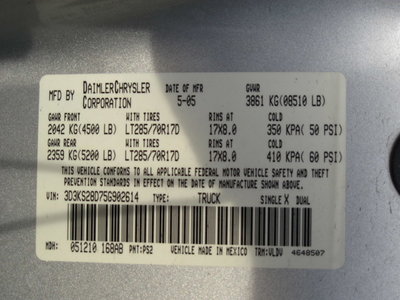 MFD BY DAIMLERCHRYSLER CORPORATION DATE OF MFR 5-05 GVWR 3861 KG(08510 LB)
GAWR FRONT WITH TIRES RIMS AT COLD
2042 KG(4500 LB) LT285/70R17D 17X8.0 350 KPA( 50 PSI)
GAWR REAR WITH TIRES RIMS AT COLD
2359 KG(5200 LB) LT285/70R17D 17X8.0 410 KPA( 60 PSI)
THIS VEHICLE CONFORMS TO ALL APPLICABLE FEDERAL MOTOR VEHICLE SAFETY AND THEFT
PREVENTION STANDARDS IN EFFECT ON THE DATE OF MANUFACTURE SHOWN ABOVE.
VIN: 3D3KS28D75G902614 TYPE: TRUCK SINGLE X DUAL
MDH: 051210 168AB PNT: PS2 VEHICLE MADE IN MEXICO TRM: VLDV 4648507